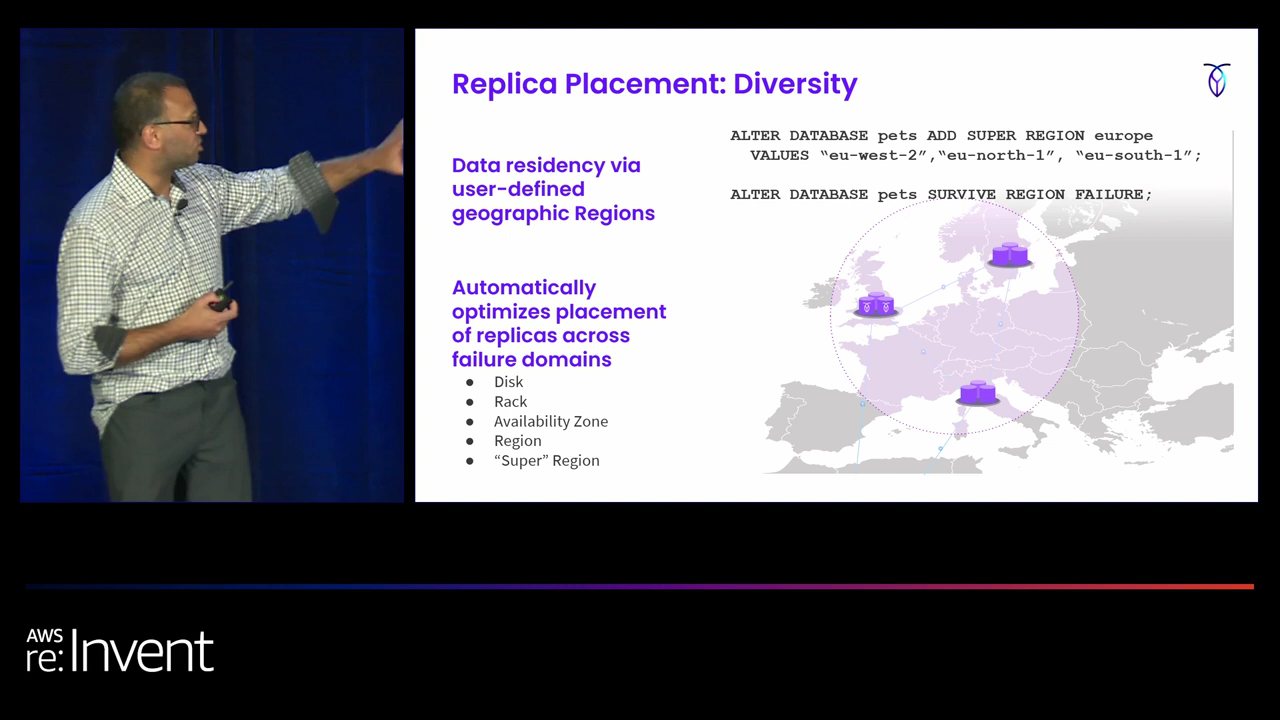 Replica Placement: Diversity
Data residency via
user-defined
geographic Regions
Automatically
optimizes placement
of replicas across
failure domains
● Disk
● Rack
● Availability Zone
● Region
● “Super” Region
ALTER DATABASE pets ADD SUPER REGION europe
VALUES “eu-west-2”,“eu-north-1”, “eu-south-1”;
ALTER DATABASE pets SURVIVE REGION FAILURE;
AWS
re:Invent